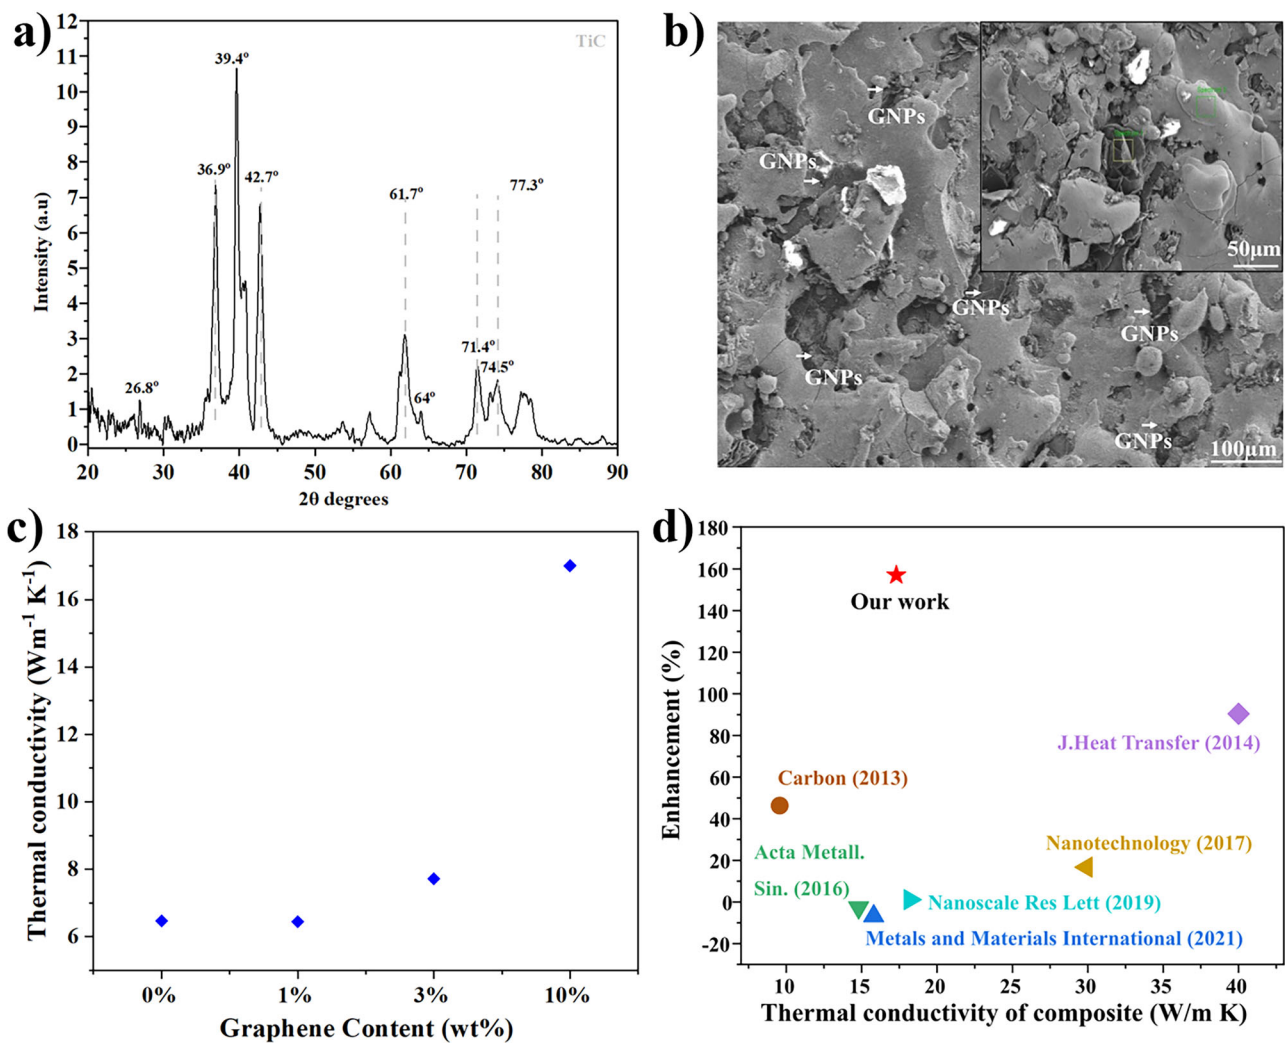 a)
12
11
10
9
8
7
6
5
4
3
2
1
0
Intensity (a.u)
TiC
39.4°
36.9°
42.7°
61.7°
77.3°
71.4°
74.5°
64°
26.8°
20 30 40 50 60 70 80 90
2θ degrees
b)
GNPs
GNPs
GNPs
GNPs
GNPs
GNPs
50μm
100μm
c)
18
16
14
12
10
8
6
Thermal conductivity (Wm⁻¹ K⁻¹)
0% 1% 3% 10%
Graphene Content (wt%)
d)
180
160
140
120
100
80
60
40
20
0
-20
Enhancement (%)
Our work
J.Heat Transfer (2014)
Carbon (2013)
Nanotechnology (2017)
Acta Metall.
Sin. (2016)
Nanoscale Res Lett (2019)
Metals and Materials International (2021)
10 15 20 25 30 35 40
Thermal conductivity of composite (W/m K)